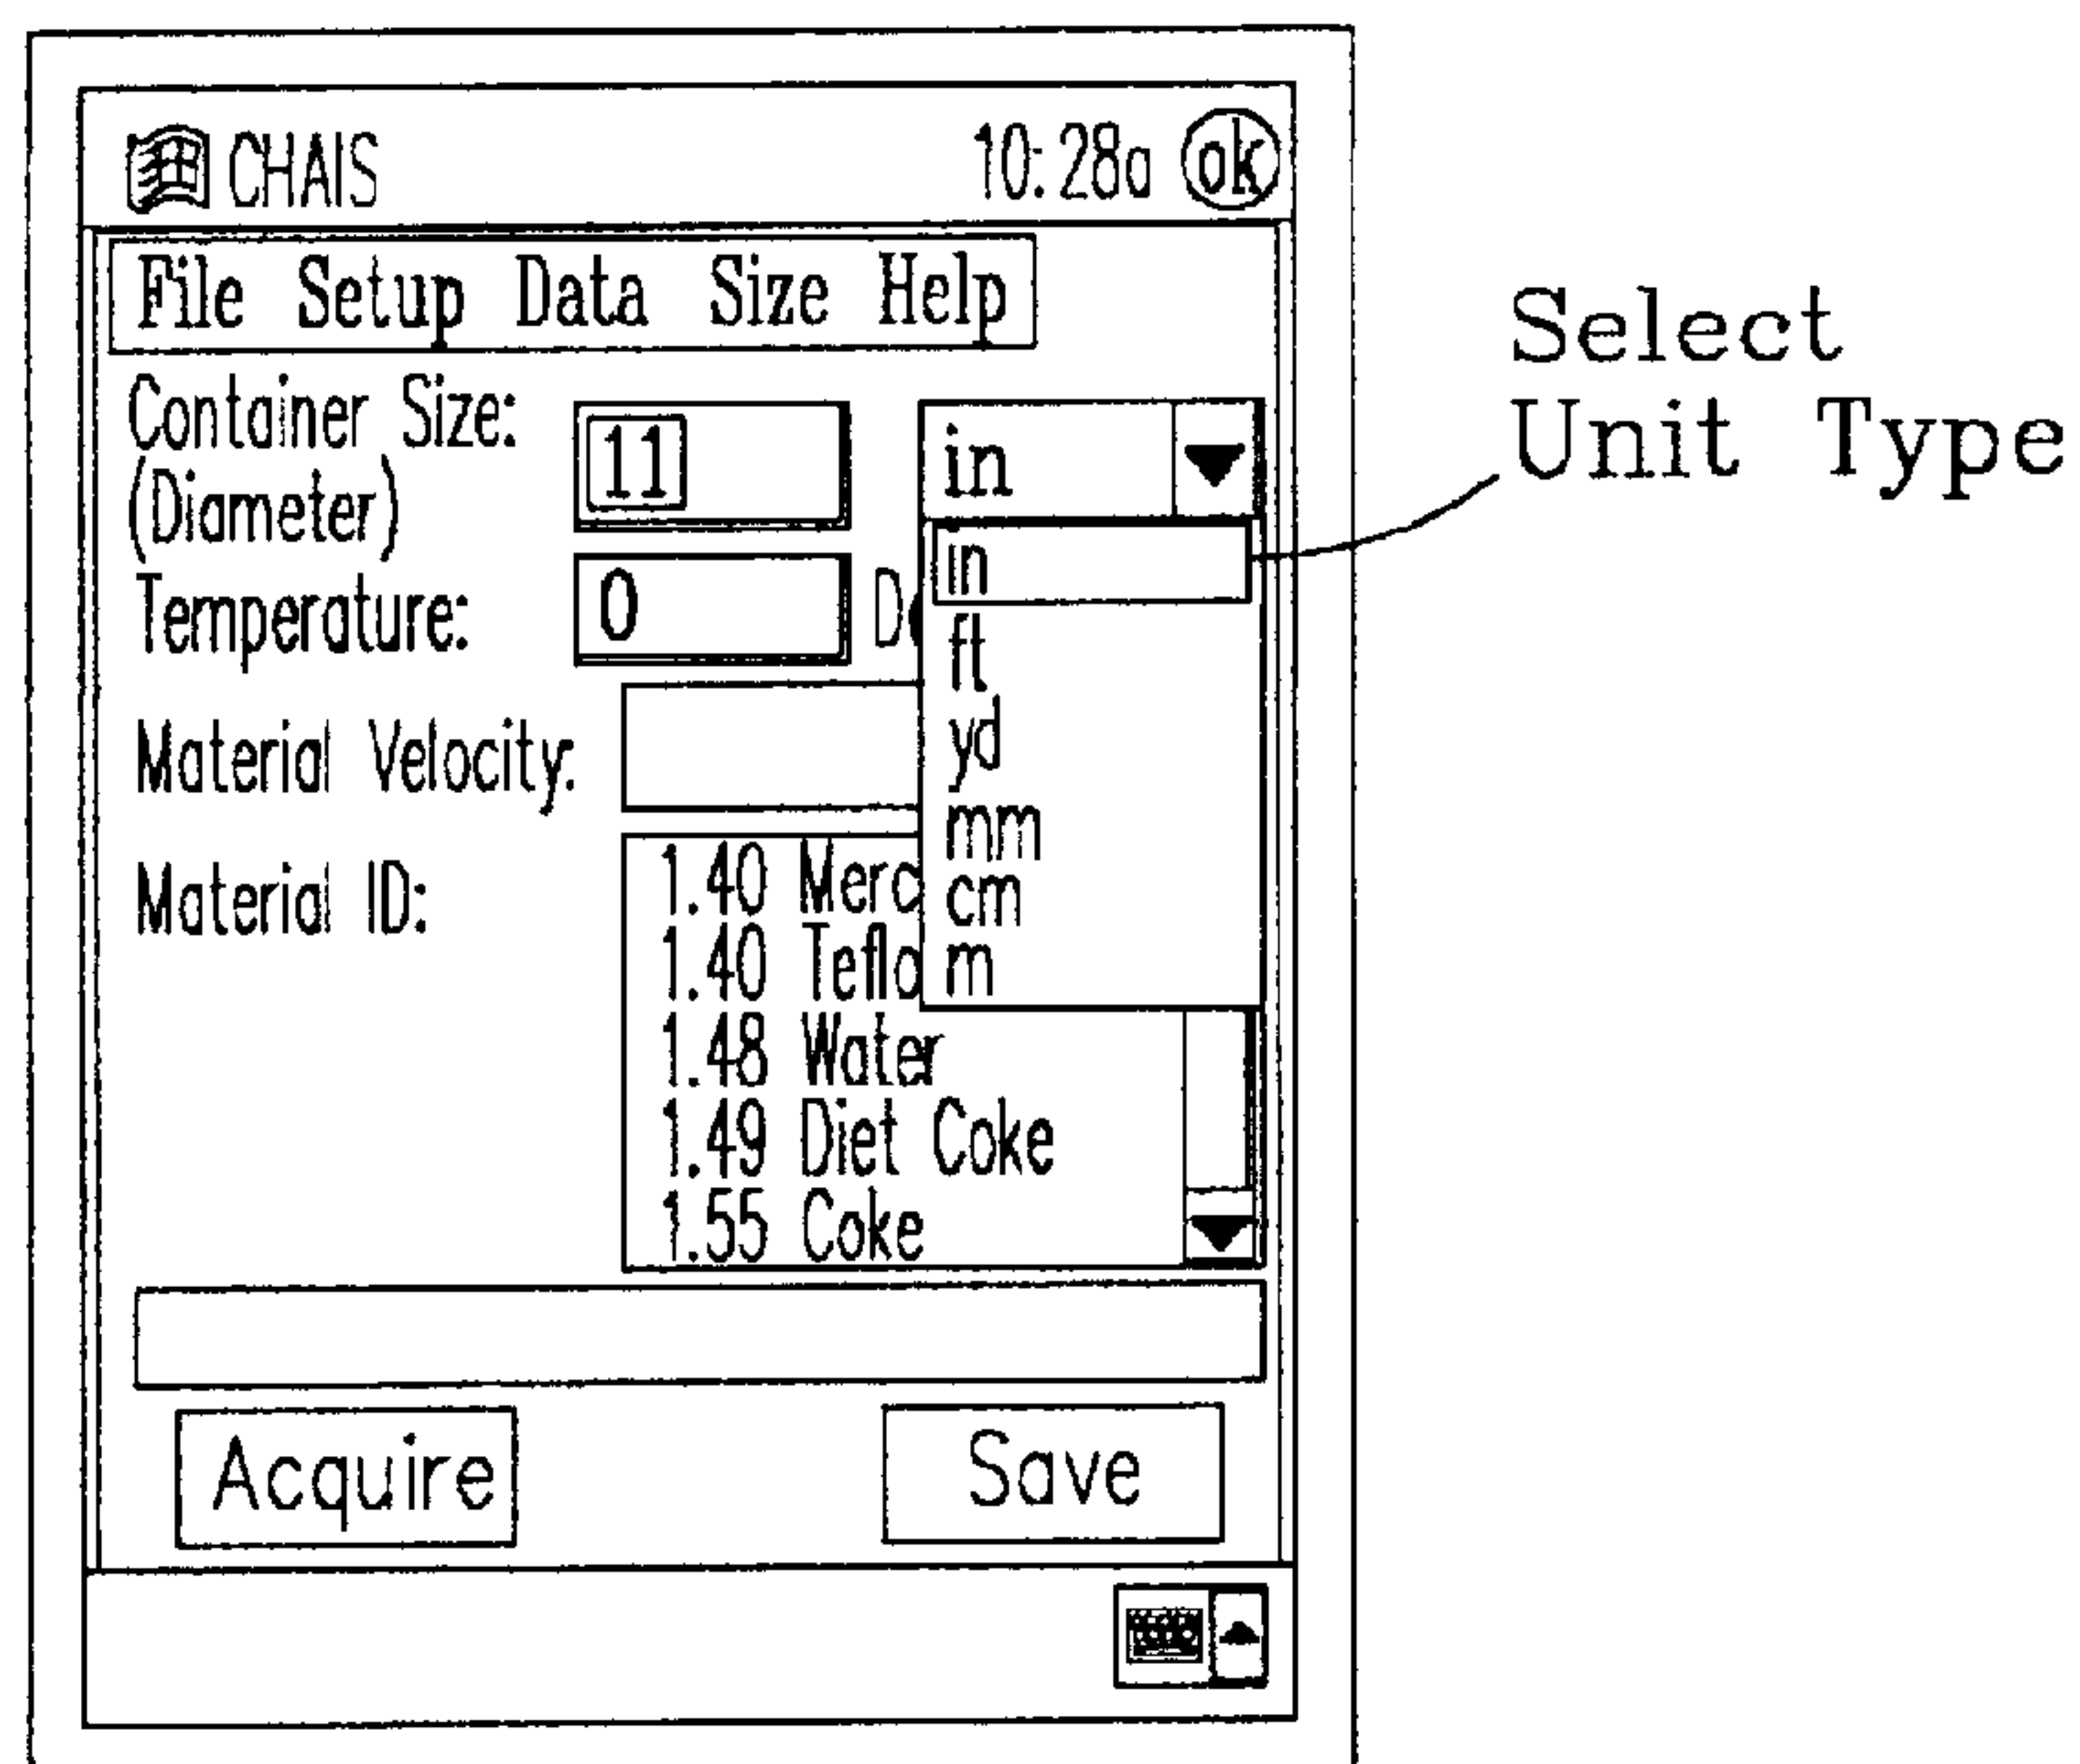 CHAIS 10:28a ok
File Setup Data Size Help
Container Size: 11 in
(Diameter)
in
Temperature: 0
ft
yd
Material Velocity:
mm
Material ID:
cm
m
1.40
1.40
1.48 Water
1.49 Diet Coke
1.55 Coke
Acquire Save
Select
Unit Type